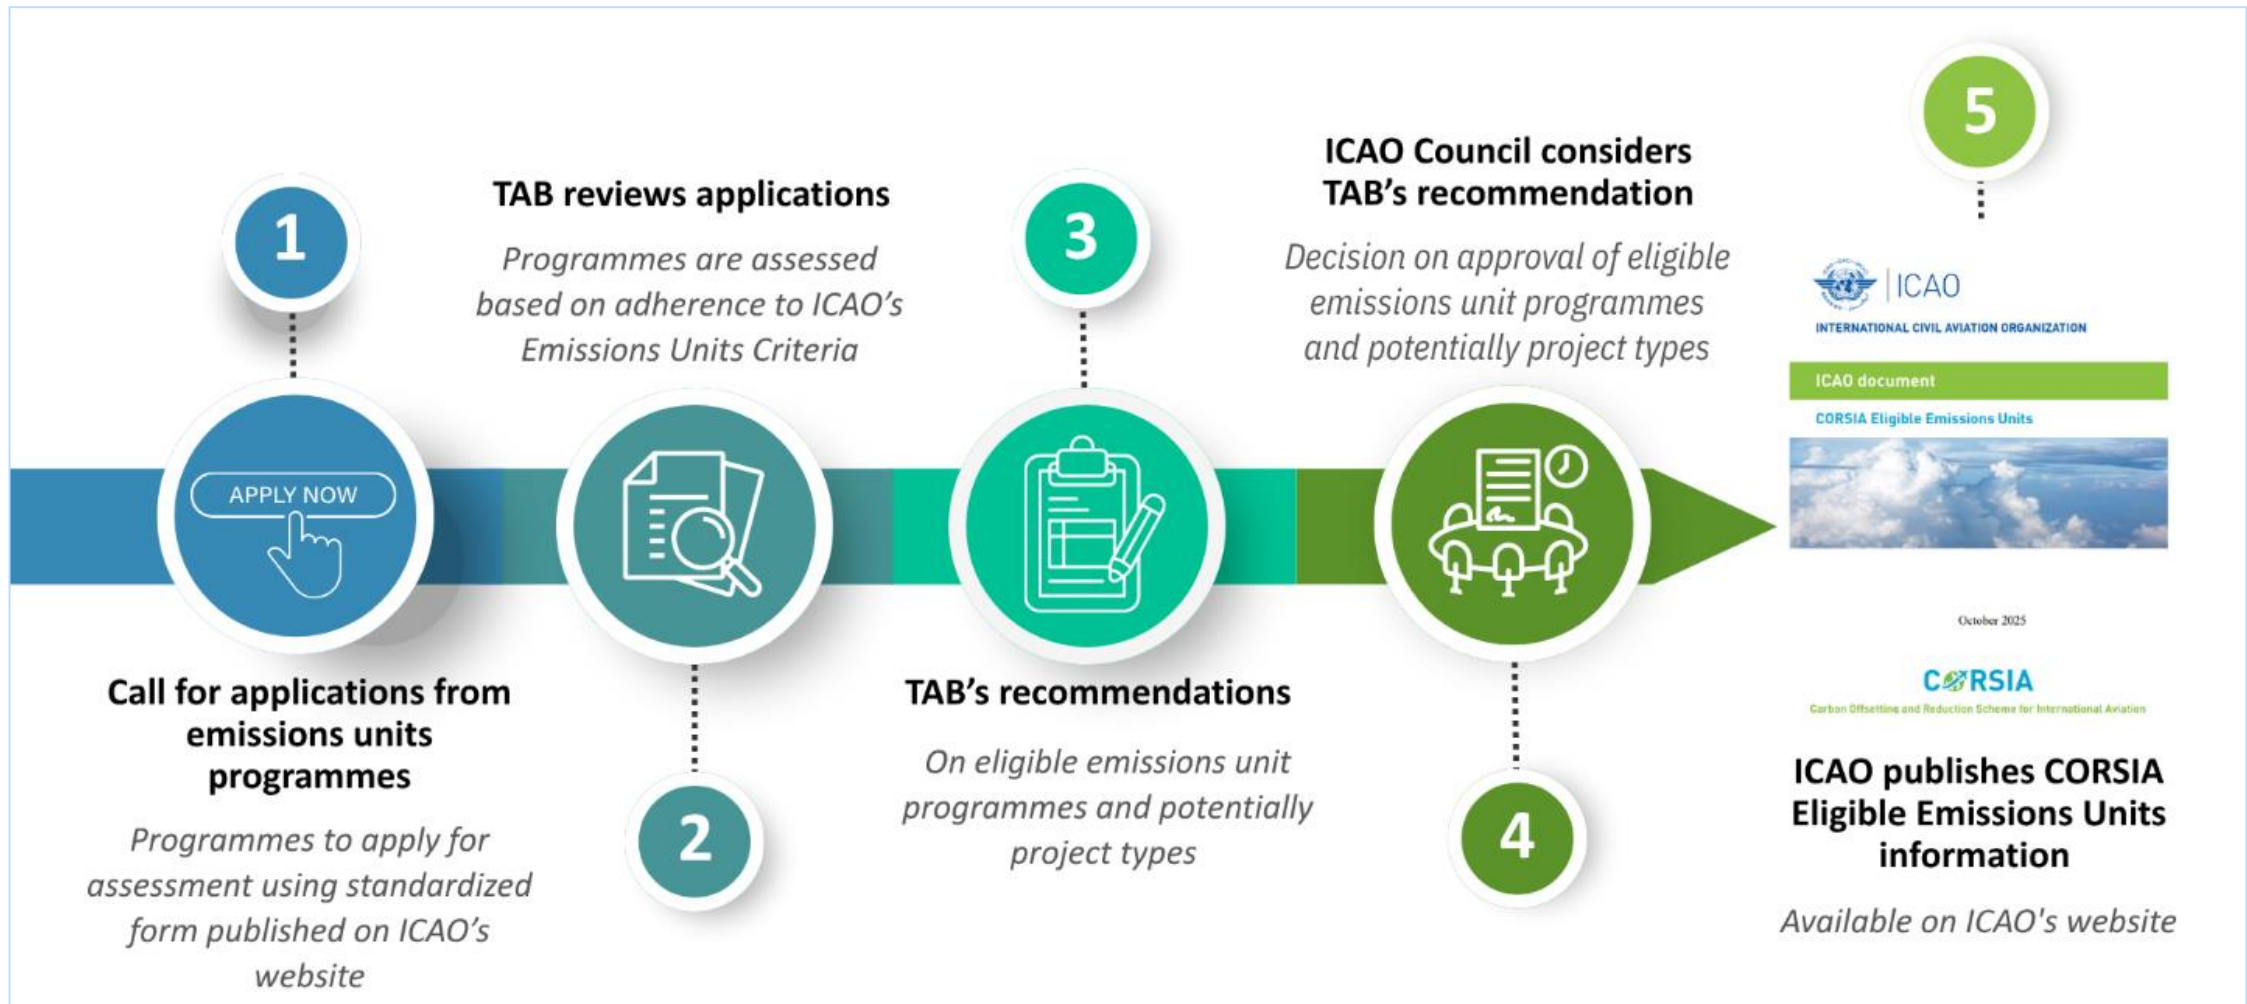 1
APPLY NOW
Call for applications from
emissions units
programmes
Programmes to apply for
assessment using standardized
form published on ICAO’s
website
TAB reviews applications
Programmes are assessed
based on adherence to ICAO’s
Emissions Units Criteria
2
3
TAB’s recommendations
On eligible emissions unit
programmes and potentially
project types
ICAO Council considers
TAB’s recommendation
Decision on approval of eligible
emissions unit programmes
and potentially project types
4
5
ICAO
INTERNATIONAL CIVIL AVIATION ORGANIZATION
ICAO document
CORSIA Eligible Emissions Units
October 2025
CORSIA
Carbon Offsetting and Reduction Scheme for International Aviation
ICAO publishes CORSIA
Eligible Emissions Units
information
Available on ICAO's website